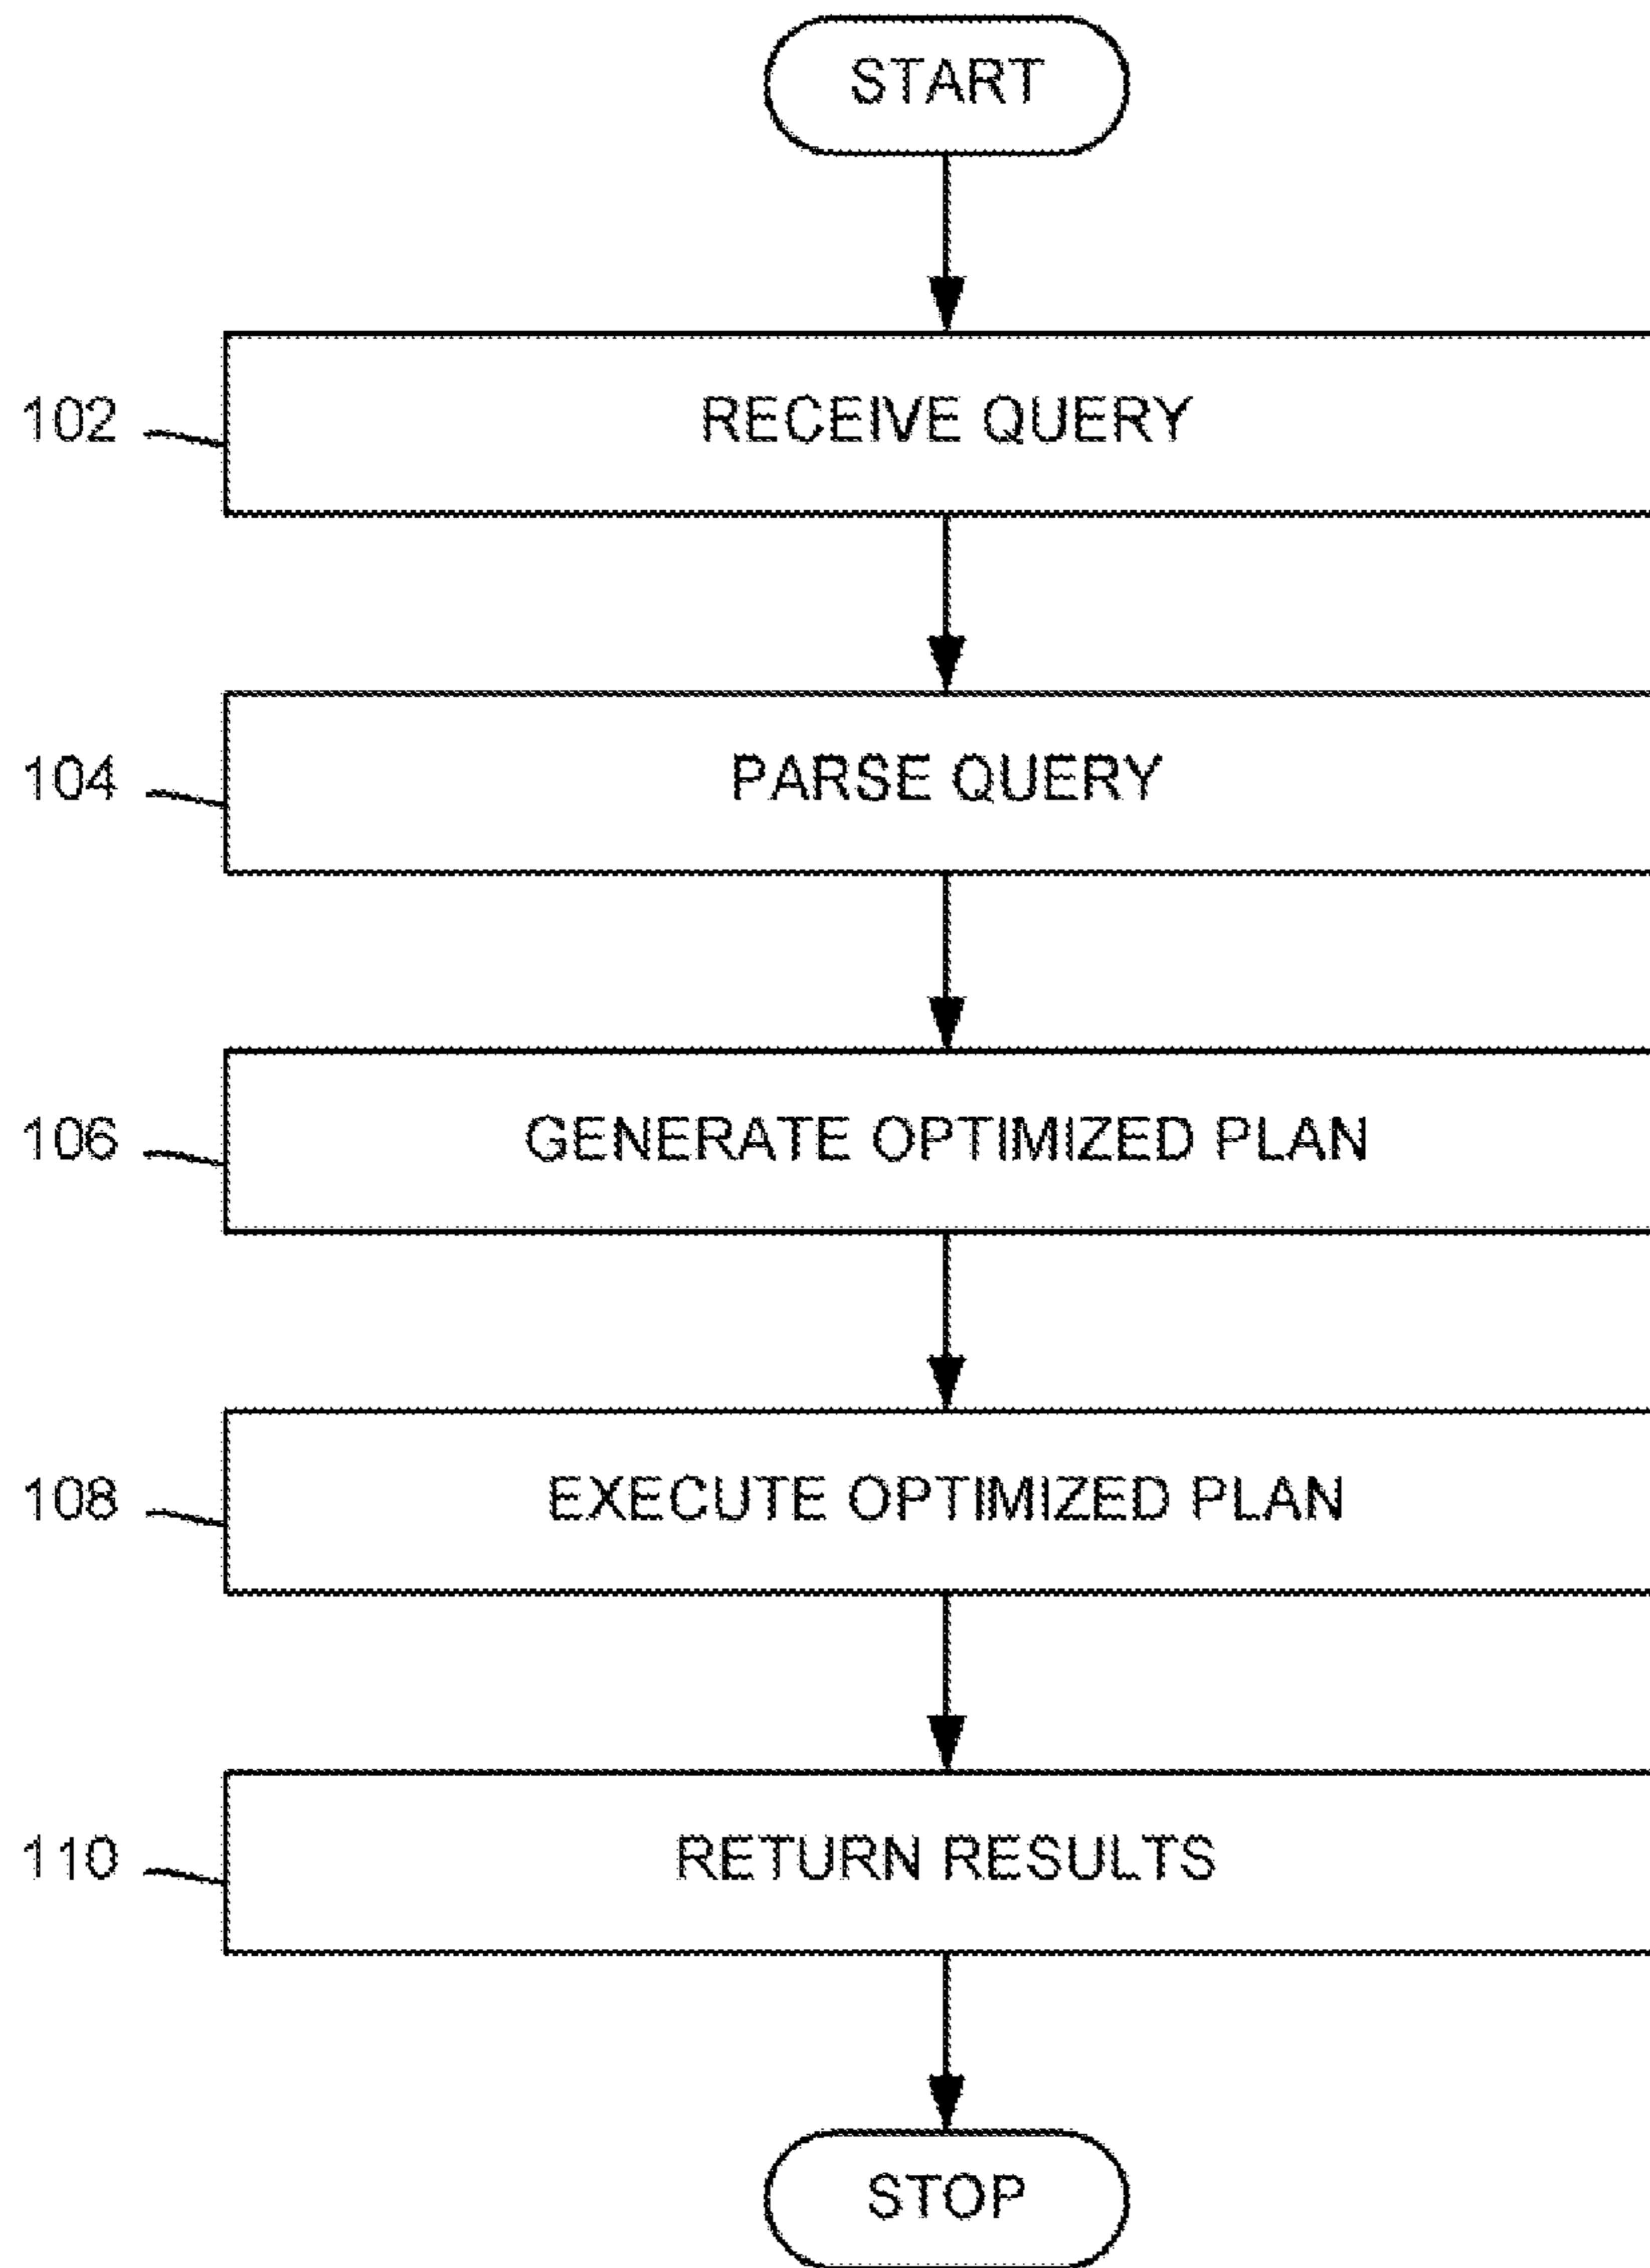 START
102 RECEIVE QUERY
104 PARSE QUERY
106 GENERATE OPTIMIZED PLAN
108 EXECUTE OPTIMIZED PLAN
110 RETURN RESULTS
STOP